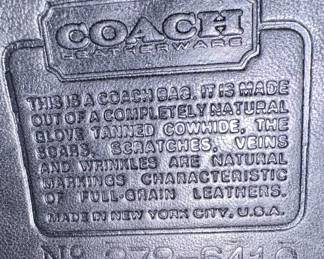 COACH
LEATHERWARE
THIS IS A COACH BAG. IT IS MADE
OUT OF A COMPLETELY NATURAL
GLOVE TANNED COWHIDE, THE
SCARS, SCRATCHES, VEINS
AND WRINKLES ARE NATURAL
MARKINGS CHARACTERISTIC
OF FULL-GRAIN LEATHERS.
MADE IN NEW YORK CITY, U.S.A.
No